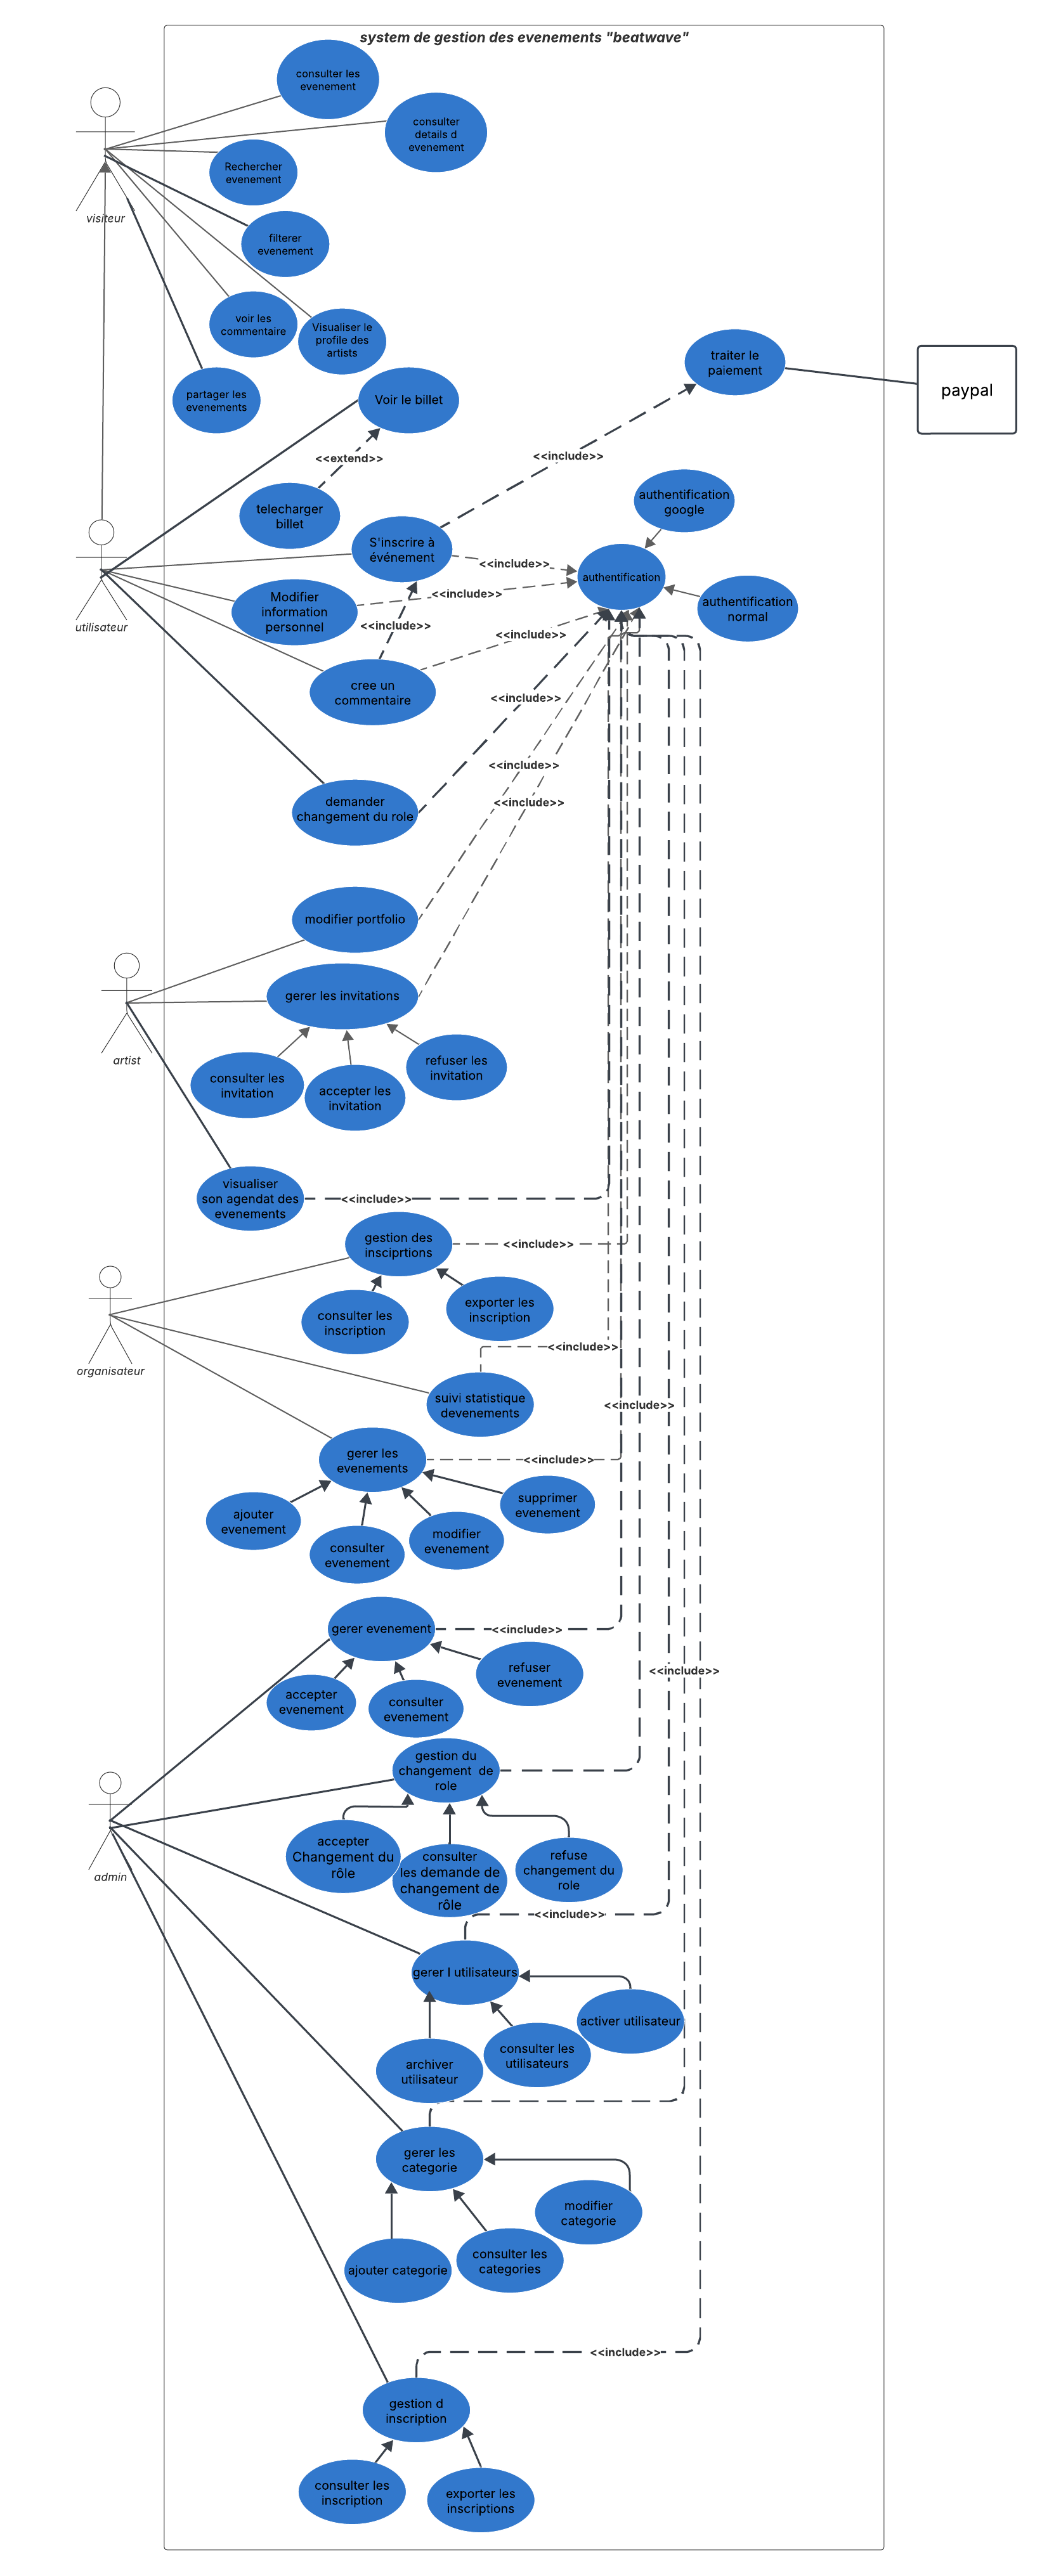 system de gestion des evenements "beatwave"
consulter les
evenement
consulter
details d
evenement
Rechercher
evenement
visiteur
filterer
evenement
voir les
commentaire
Visualiser le
profile des
artists
traiter le
paiement
paypal
partager les
evenements
Voir le billet
<<extend>>
<<include>>
telecharger
billet
authentification
google
S'inscrire à
événement
<<include>>
authentification
<<include>>
Modifier
information
personnel
authentification
normal
utilisateur
<<include>>
<<include>>
cree un
commentaire
<<include>>
<<include>>
demander
changement du role
<<include>>
modifier portfolio
gerer les invitations
artist
refuser les
invitation
consulter les
invitation
accepter les
invitation
visualiser
son agendat des
evenements
<<include>>
gestion des
insciprtions
<<include>>
exporter les
inscription
consulter les
inscription
<<include>>
organisateur
suivi statistique
devenements
<<include>>
gerer les
evenements
<<include>>
supprimer
evenement
ajouter
evenement
modifier
evenement
consulter
evenement
gerer evenement
<<include>>
refuser
evenement
<<include>>
accepter
evenement
consulter
evenement
gestion du
changement de
role
accepter
Changement du
rôle
consulter
les demande de
changement de
rôle
refuse
changement du
role
admin
<<include>>
gerer l utilisateurs
activer utilisateur
consulter les
utilisateurs
archiver
utilisateur
gerer les
categorie
modifier
categorie
consulter les
categories
ajouter categorie
<<include>>
gestion d
inscription
consulter les
inscription
exporter les
inscriptions